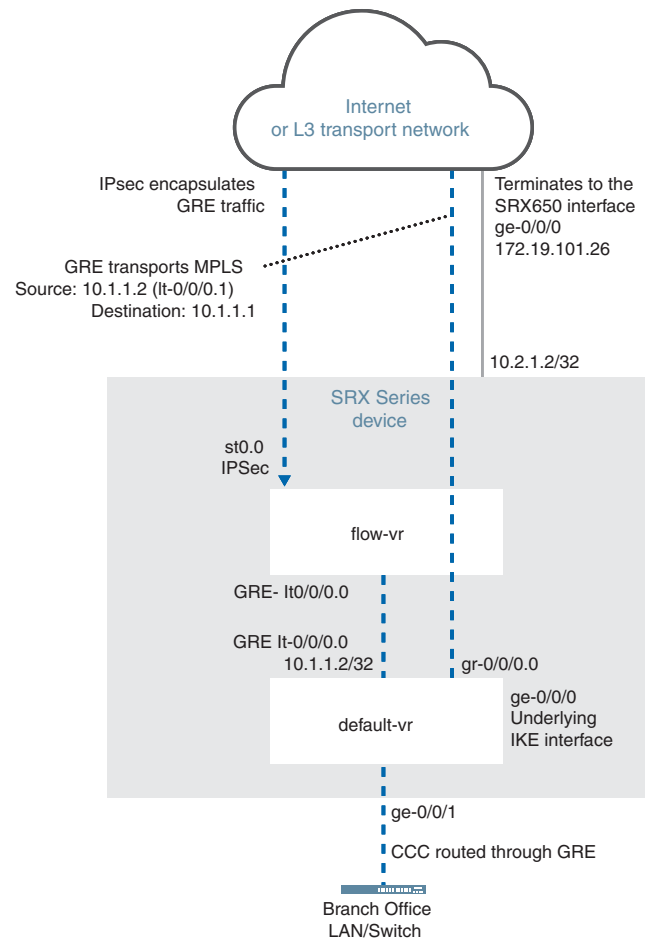 Internet
or L3 transport network
IPsec encapsulates
GRE traffic
Terminates to the
SRX650 interface
ge-0/0/0
172.19.101.26
GRE transports MPLS
Source: 10.1.1.2 (lt-0/0/0.1)
Destination: 10.1.1.1
10.2.1.2/32
SRX Series
device
st0.0
IPSec
flow-vr
GRE- lt0/0/0.0
GRE lt-0/0/0.0
10.1.1.2/32
gr-0/0/0.0
default-vr
ge-0/0/0
Underlying
IKE interface
ge-0/0/1
CCC routed through GRE
Branch Office
LAN/Switch